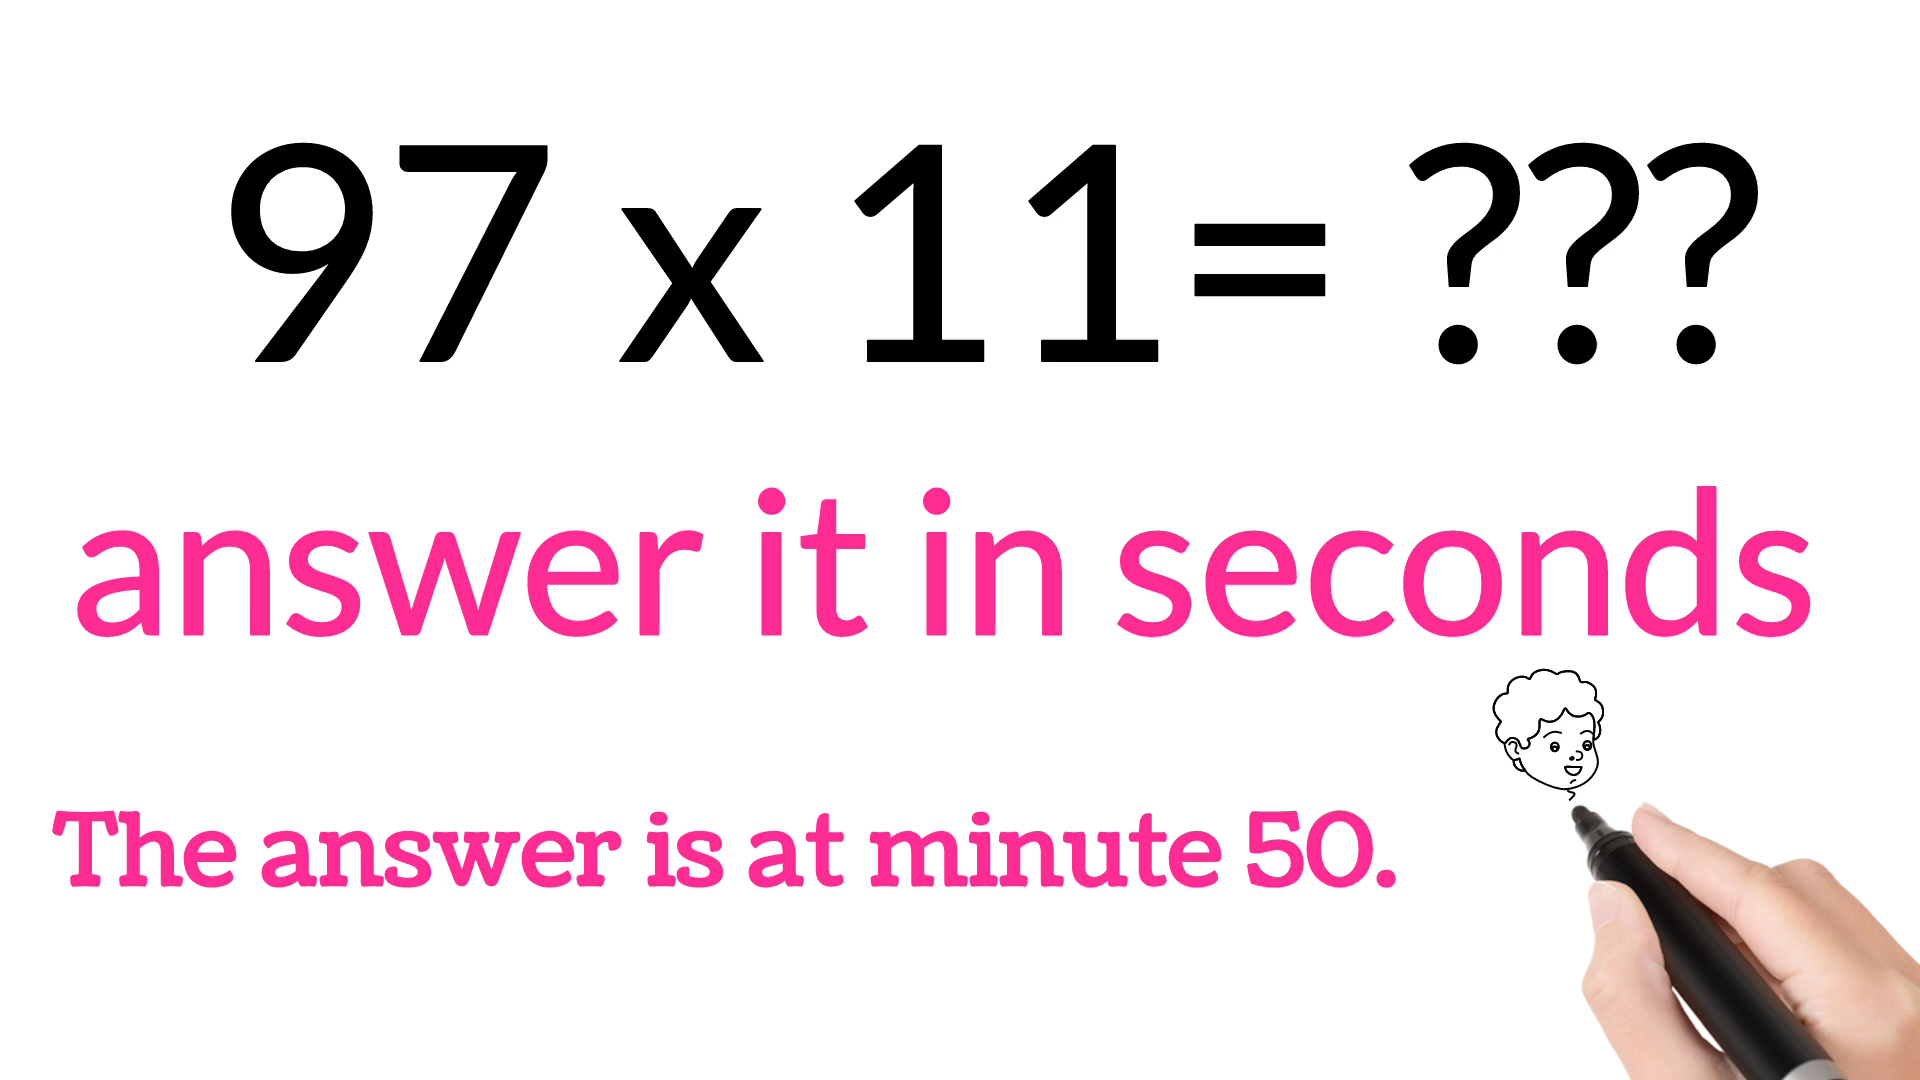 97 x 11= ???
answer it in seconds
The answer is at minute 50.